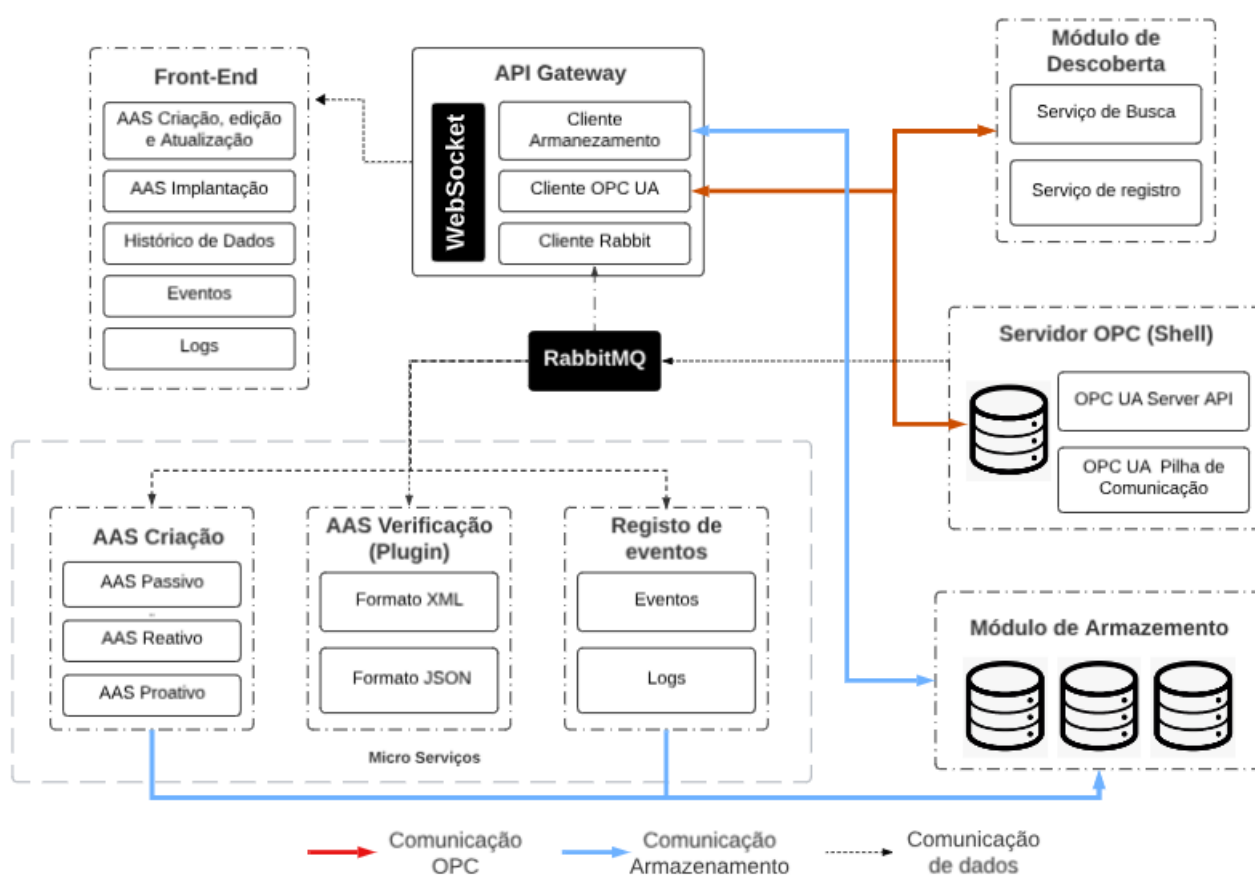 Front-End
AAS Criação, edição
e Atualização
AAS Implantação
Histórico de Dados
Eventos
Logs
API Gateway
WebSocket
Cliente
Armanezamento
Cliente OPC UA
Cliente Rabbit
Módulo de
Descoberta
Serviço de Busca
Serviço de registro
RabbitMQ
Servidor OPC (Shell)
OPC UA Server API
OPC UA Pilha de
Comunicação
AAS Criação
AAS Passivo
AAS Reativo
AAS Proativo
AAS Verificação
(Plugin)
Formato XML
Formato JSON
Registo de
eventos
Eventos
Logs
Micro Serviços
Módulo de Armazemento
Comunicação
OPC
Comunicação
Armazenamento
Comunicação
de dados